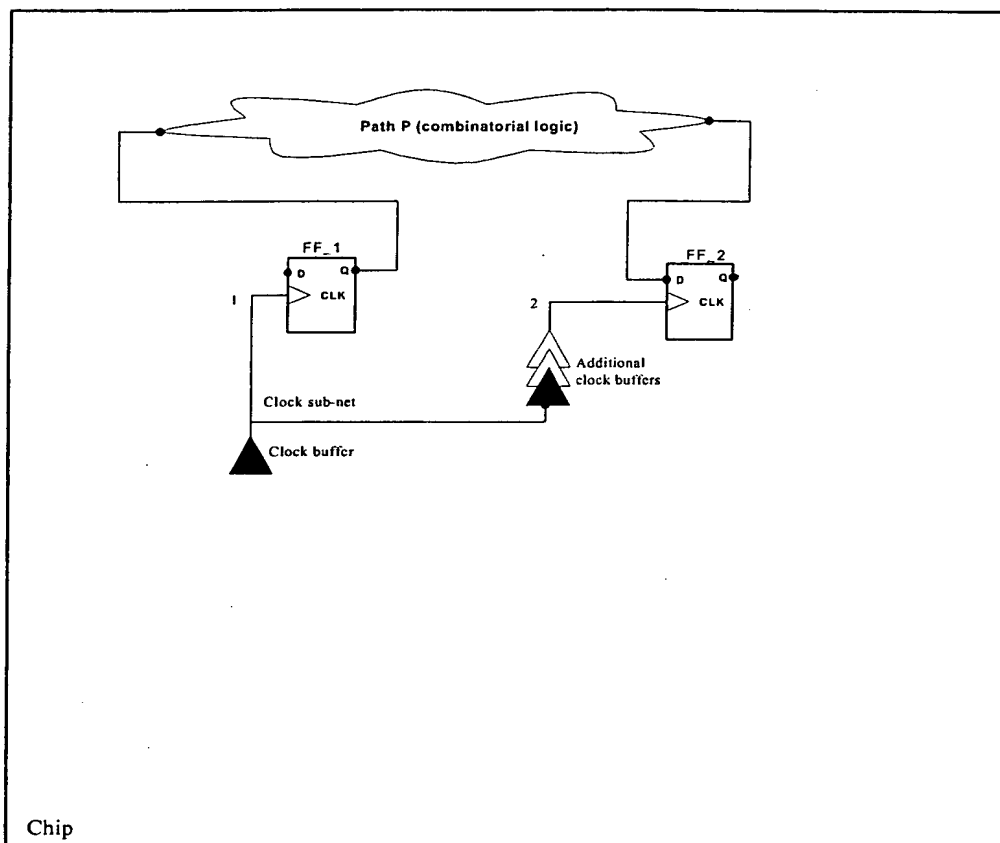 Path P (combinatorial logic)
FF_1
FF_2
D Q
CLK
D Q
CLK
1
2
Additional
clock buffers
Clock sub-net
Clock buffer
Chip